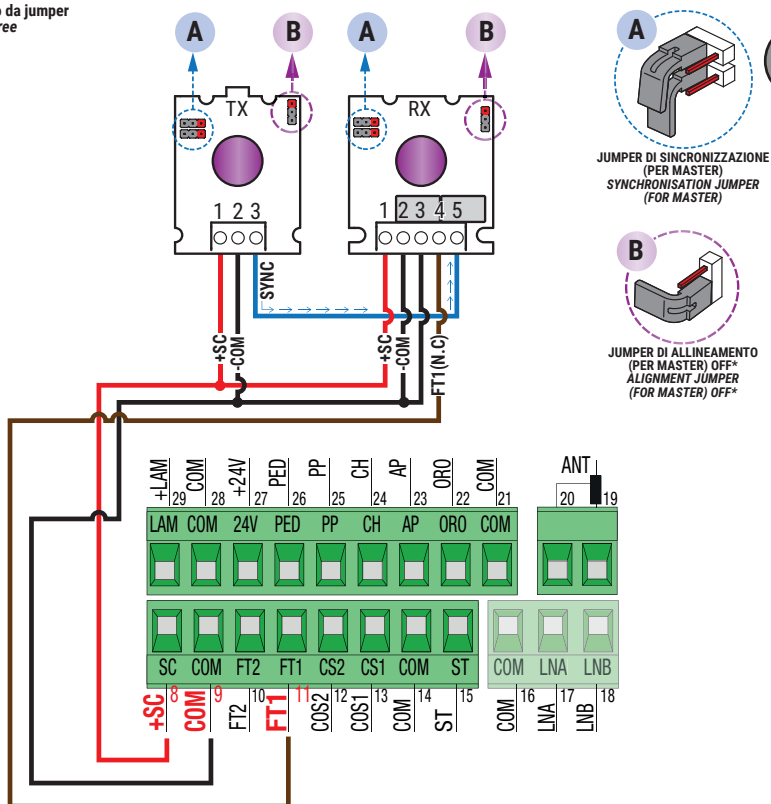 o da jumper
ree
A
B
A
B
A
TX
RX
1 2 3
1 2 3 4 5
JUMPER DI SINCRONIZZAZIONE
(PER MASTER)
SYNCHRONISATION JUMPER
(FOR MASTER)
B
JUMPER DI ALLINEAMENTO
(PER MASTER) OFF*
ALIGNMENT JUMPER
(FOR MASTER) OFF*
SYNC
+SC
-COM
+SC
-COM
FT1(N.C)
+LAM
COM
+24V
PED
PP
CH
AP
ORO
COM
ANT
29 28 27 26 25 24 23 22 21 20 19
LAM COM 24V PED PP CH AP ORO COM
SC COM FT2 FT1 CS2 CS1 COM ST COM LNA LNB
8 9 10 11 12 13 14 15 16 17 18
+SC
COM
FT2
FT1
COS2
COS1
COM
ST
COM
LNA
LNB